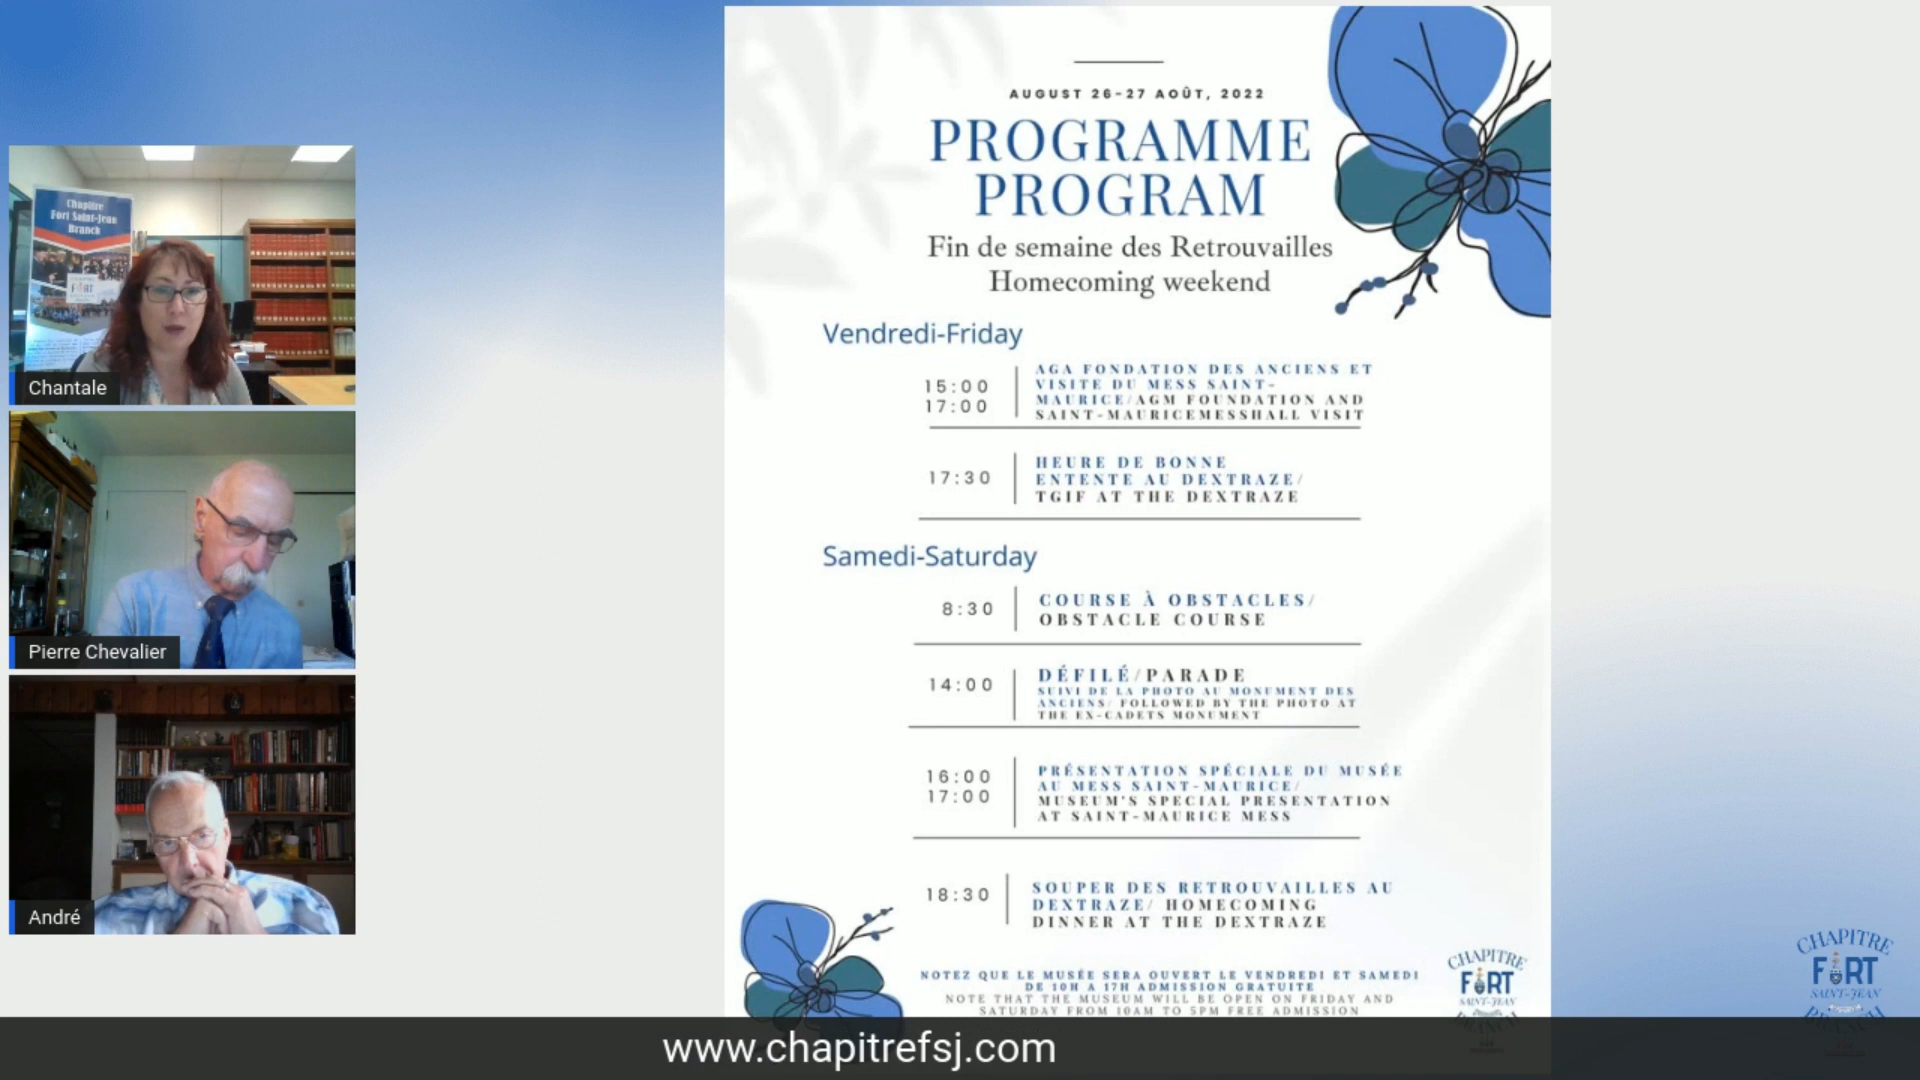 Chapitre
Fort Saint-Jean
Branch
Chantale
Pierre Chevalier
André
AUGUST 26-27 AOÛT, 2022
PROGRAMME
PROGRAM
Fin de semaine des Retrouvailles
Homecoming weekend
Vendredi-Friday
15:00
17:00
AGA FONDATION DES ANCIENS ET
VISITE DU MESS SAINT-
MAURICE/AGM FOUNDATION AND
SAINT-MAURICEMESSHALL VISIT
17:30
HEURE DE BONNE
ENTENTE AU DEXTRAZE/
TGIF AT THE DEXTRAZE
Samedi-Saturday
8:30
COURSE À OBSTACLES/
OBSTACLE COURSE
14:00
DÉFILÉ/PARADE
SUIVI DE LA PHOTO AU MONUMENT DES
ANCIENS/ FOLLOWED BY THE PHOTO AT
THE EX-CADETS MONUMENT
16:00
17:00
PRÉSENTATION SPÉCIALE DU MUSÉE
AU MESS SAINT-MAURICE/
MUSEUM'S SPECIAL PRESENTATION
AT SAINT-MAURICE MESS
18:30
SOUPER DES RETROUVAILLES AU
DEXTRAZE/ HOMECOMING
DINNER AT THE DEXTRAZE
NOTEZ QUE LE MUSÉE SERA OUVERT LE VENDREDI ET SAMEDI
DE 10H A 17H ADMISSION GRATUITE
NOTE THAT THE MUSEUM WILL BE OPEN ON FRIDAY AND
SATURDAY FROM 10AM TO 5PM FREE ADMISSION
CHAPITRE
FORT
SAINT-JEAN
BRANCH
CHAPITRE
FORT
SAINT-JEAN
BRANCH
www.chapitrefsj.com